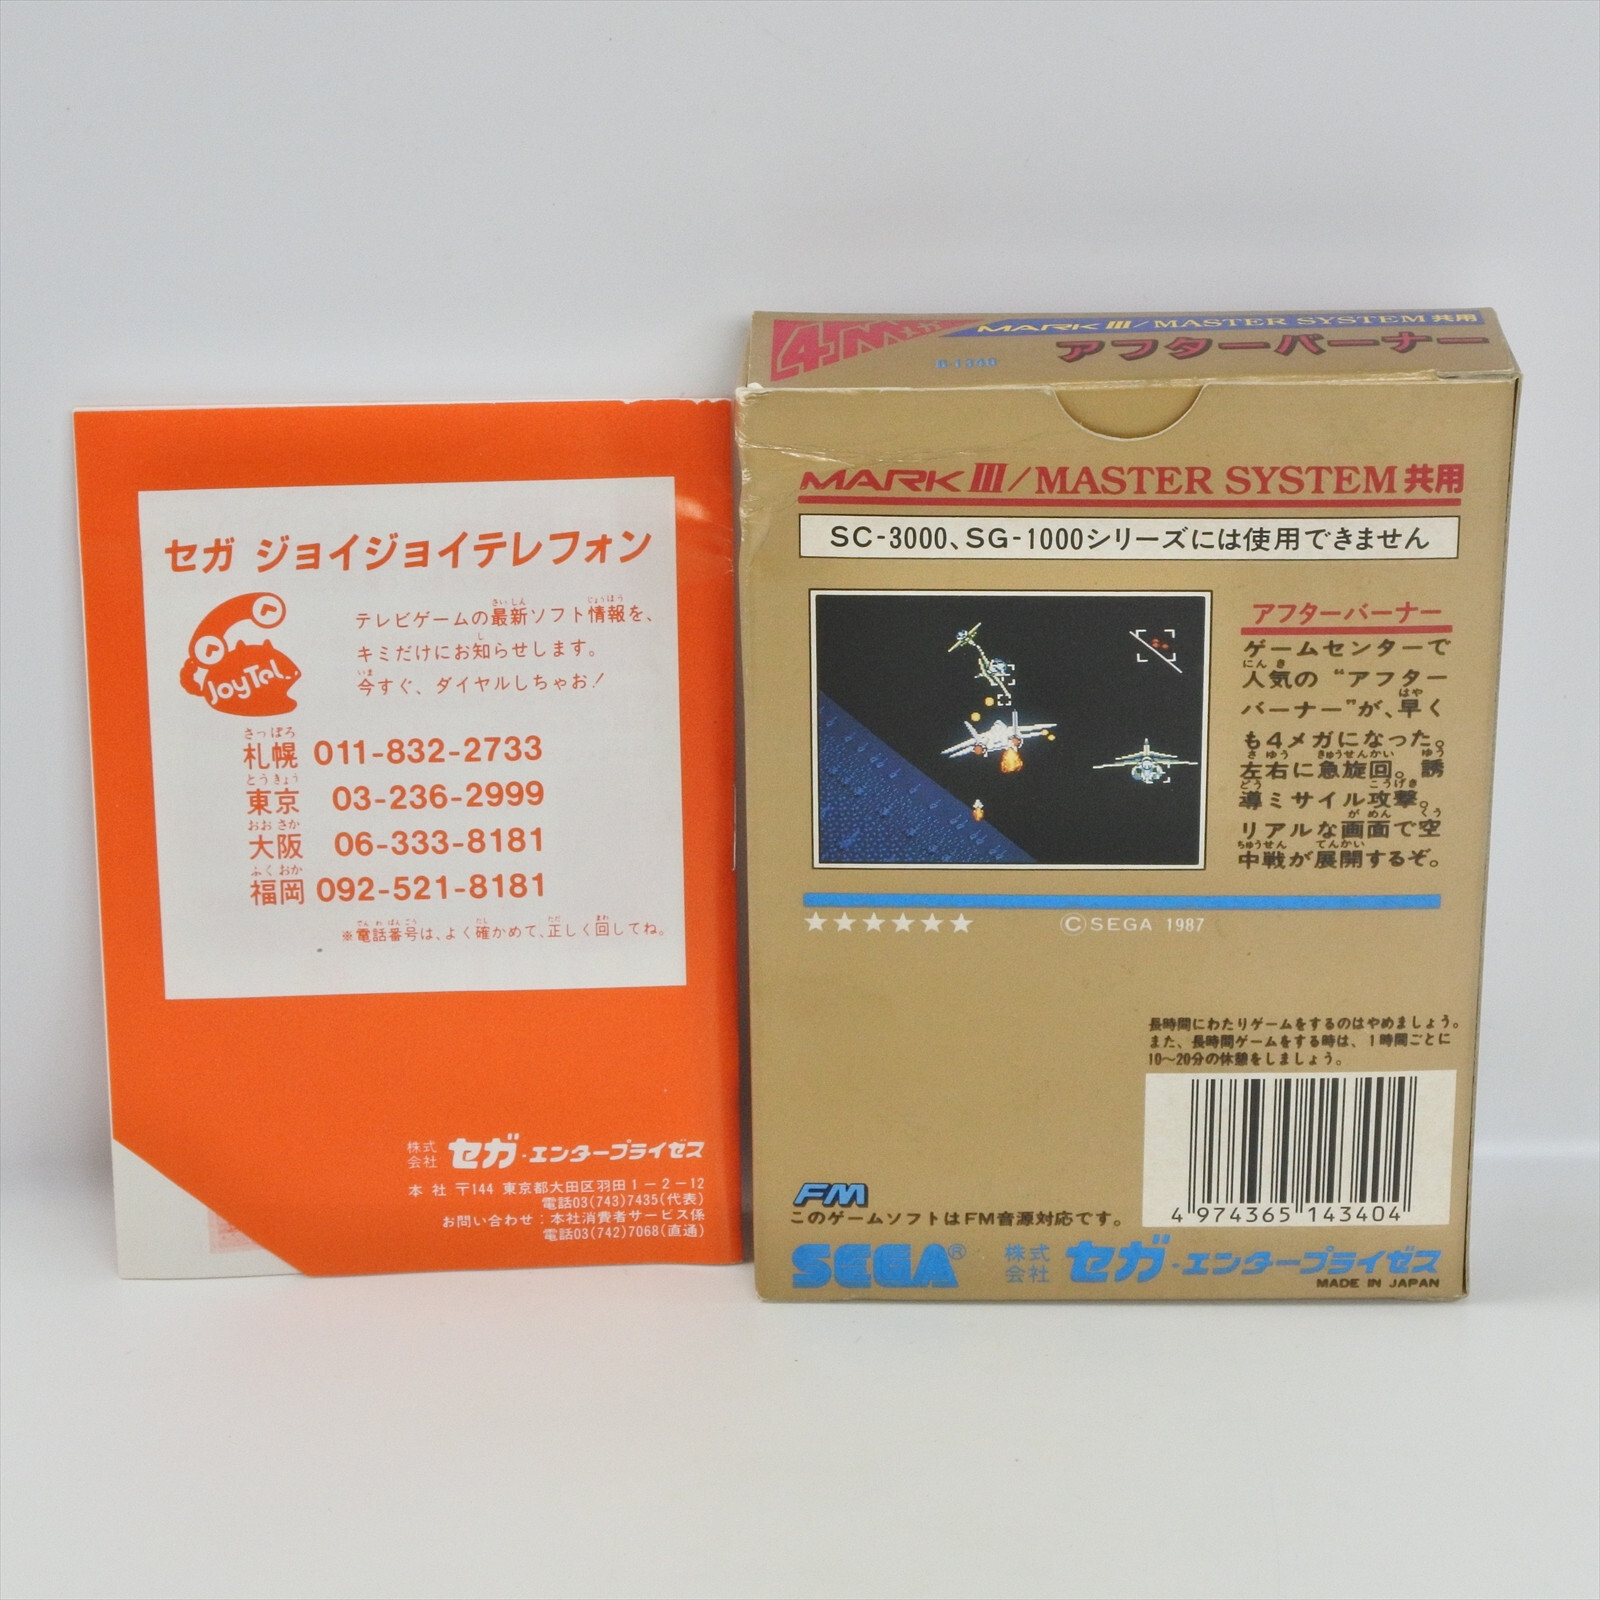 セガ ジョイジョイテレフォン
テレビゲームの最新ソフト情報を、
キミだけにお知らせします。
今すぐ、ダイヤルしちゃお!
JoyTel
札幌 011-832-2733
東京 03-236-2999
大阪 06-333-8181
福岡 092-521-8181
※電話番号は、よく確かめて、正しく回してね。
株式会社 セガ・エンタープライゼス
本社 〒144 東京都大田区羽田1-2-12
電話03(743)7435(代表)
お問い合わせ:本社消費者サービス係
電話03(742)7068(直通)
4Mメガ MARK III/MASTER SYSTEM 共用
アフターバーナー
MARK III/MASTER SYSTEM 共用
SC-3000、SG-1000シリーズには使用できません
アフターバーナー
ゲームセンターで
人気の“アフター
バーナー”が、早く
も4メガになった。
左右に急旋回。誘
導ミサイル攻撃。
リアルな画面で空
中戦が展開するぞ。
★★★★★★ ©SEGA 1987
長時間にわたりゲームをするのはやめましょう。
また、長時間ゲームをする時は、1時間ごとに
10〜20分の休憩をしましょう。
4 974365 143404
FM
このゲームソフトはFM音源対応です。
SEGA® 株式会社 セガ・エンタープライゼス
MADE IN JAPAN